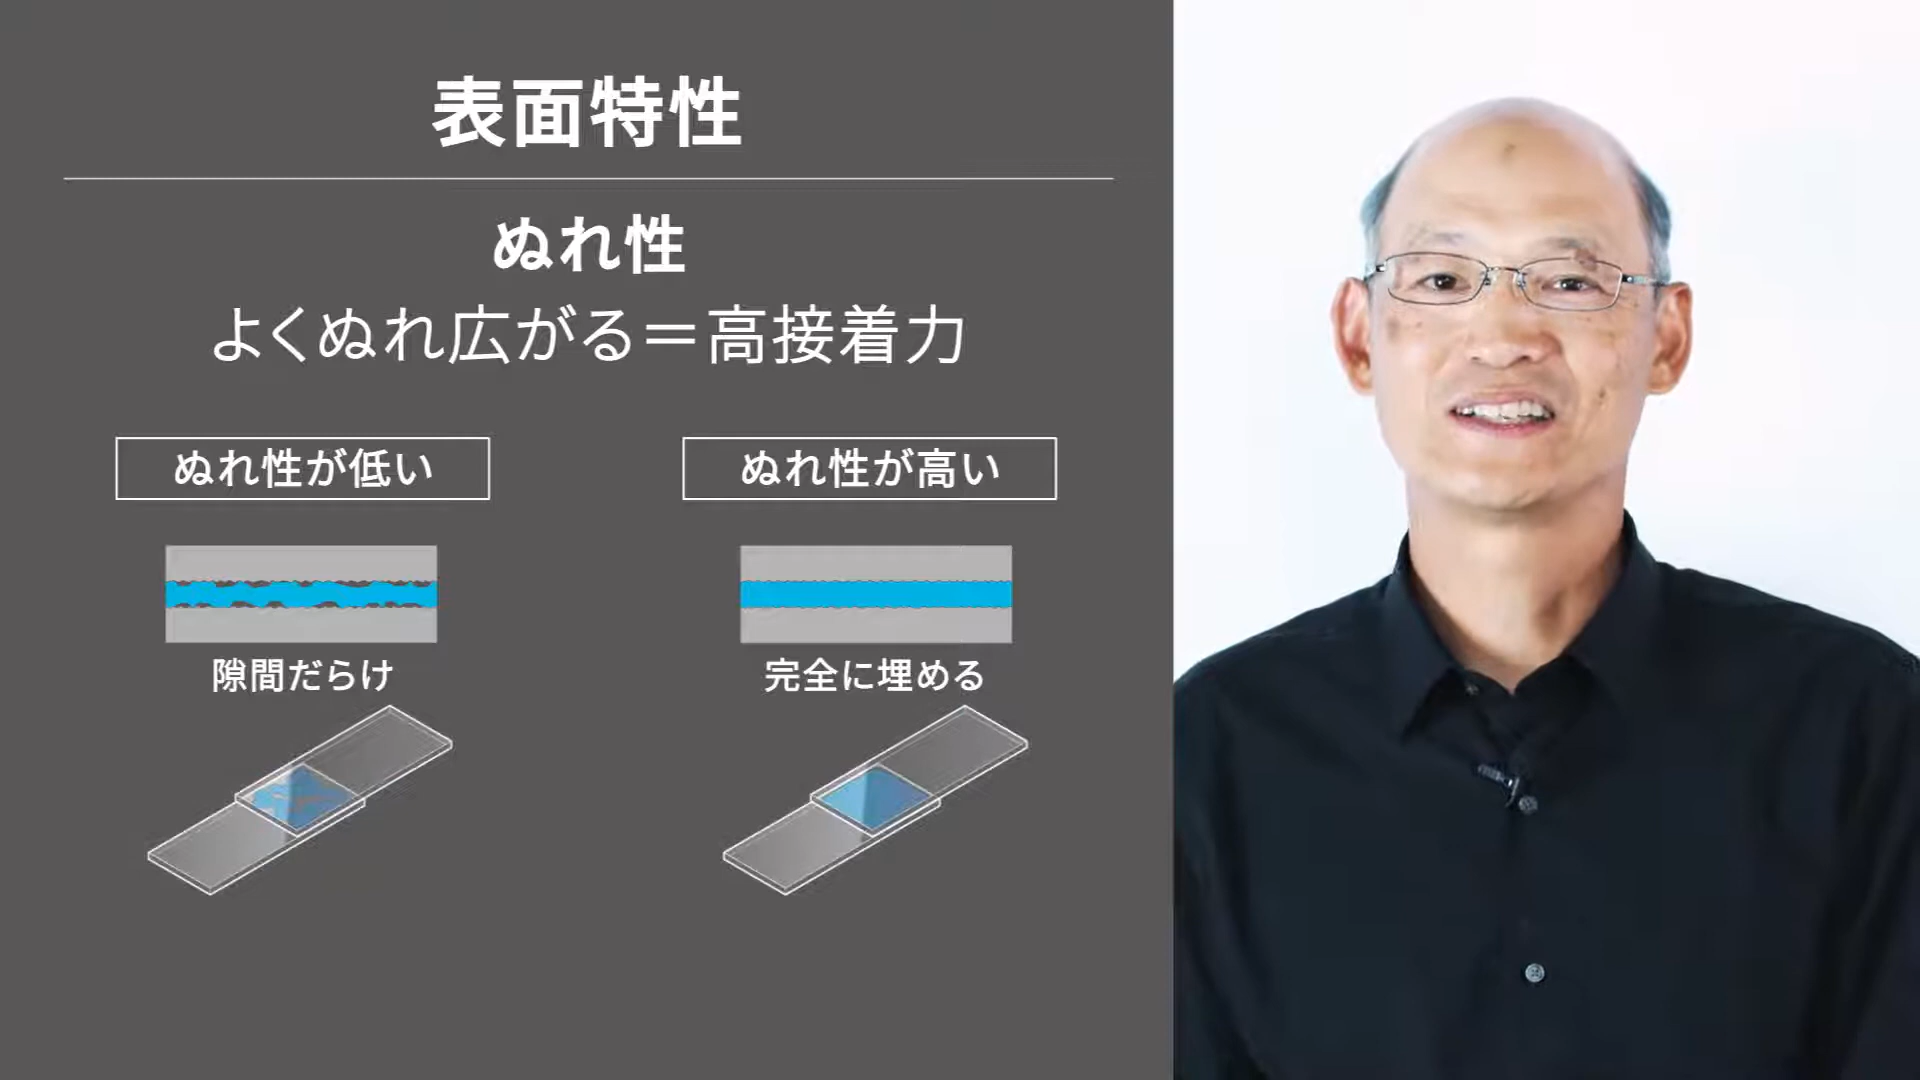 表面特性
ぬれ性
よくぬれ広がる＝高接着力
ぬれ性が低い
ぬれ性が高い
隙間だらけ
完全に埋める